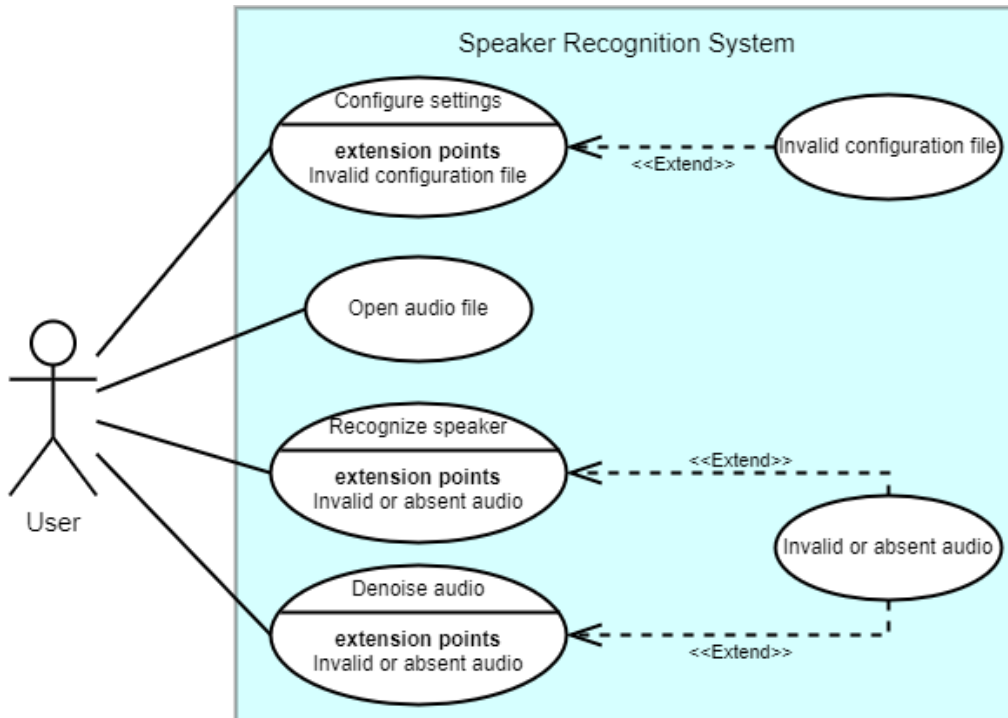 Speaker Recognition System
Configure settings
extension points
Invalid configuration file
<<Extend>>
Invalid configuration file
Open audio file
Recognize speaker
extension points
Invalid or absent audio
<<Extend>>
User
Invalid or absent audio
Denoise audio
extension points
Invalid or absent audio
<<Extend>>